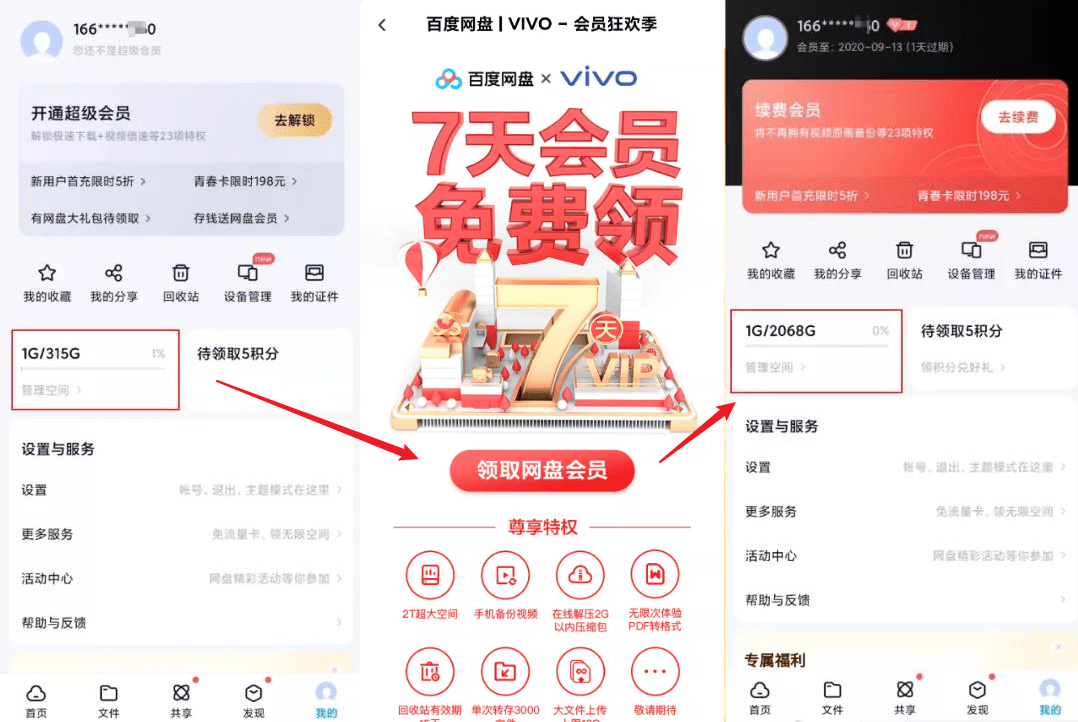 166*****0
您还不是超级会员
开通超级会员
解锁极速下载+视频倍速等23项特权
去解锁
新用户首充限时5折
青春卡限时198元
有网盘大礼包待领取
存钱送网盘会员
new
我的收藏
我的分享
回收站
设备管理
我的证件
1G/315G
1%
管理空间
待领取5积分
设置与服务
设置
帐号、退出、主题模式在这里
更多服务
免流量卡、领无限空间
活动中心
网盘精彩活动等你参加
帮助与反馈
首页
文件
共享
发现
我的
百度网盘 | VIVO - 会员狂欢季
百度网盘 × vivo
7天会员
免费领
7
天
VIP
领取网盘会员
尊享特权
2T超大空间
手机备份视频
在线解压2G
以内压缩包
无限次体验
PDF转格式
回收站有效期
单次转存3000
大文件上传
敬请期待
166*****0
会员至: 2020-09-13 (1天过期)
续费会员
将不再拥有视频原画备份等23项特权
去续费
新用户首充限时5折
青春卡限时198元
new
我的收藏
我的分享
回收站
设备管理
我的证件
1G/2068G
0%
管理空间
待领取5积分
领积分兑好礼
设置与服务
设置
帐号、退出、主题模式在这里
更多服务
免流量卡、领无限空间
活动中心
网盘精彩活动等你参加
帮助与反馈
专属福利
首页
文件
共享
发现
我的